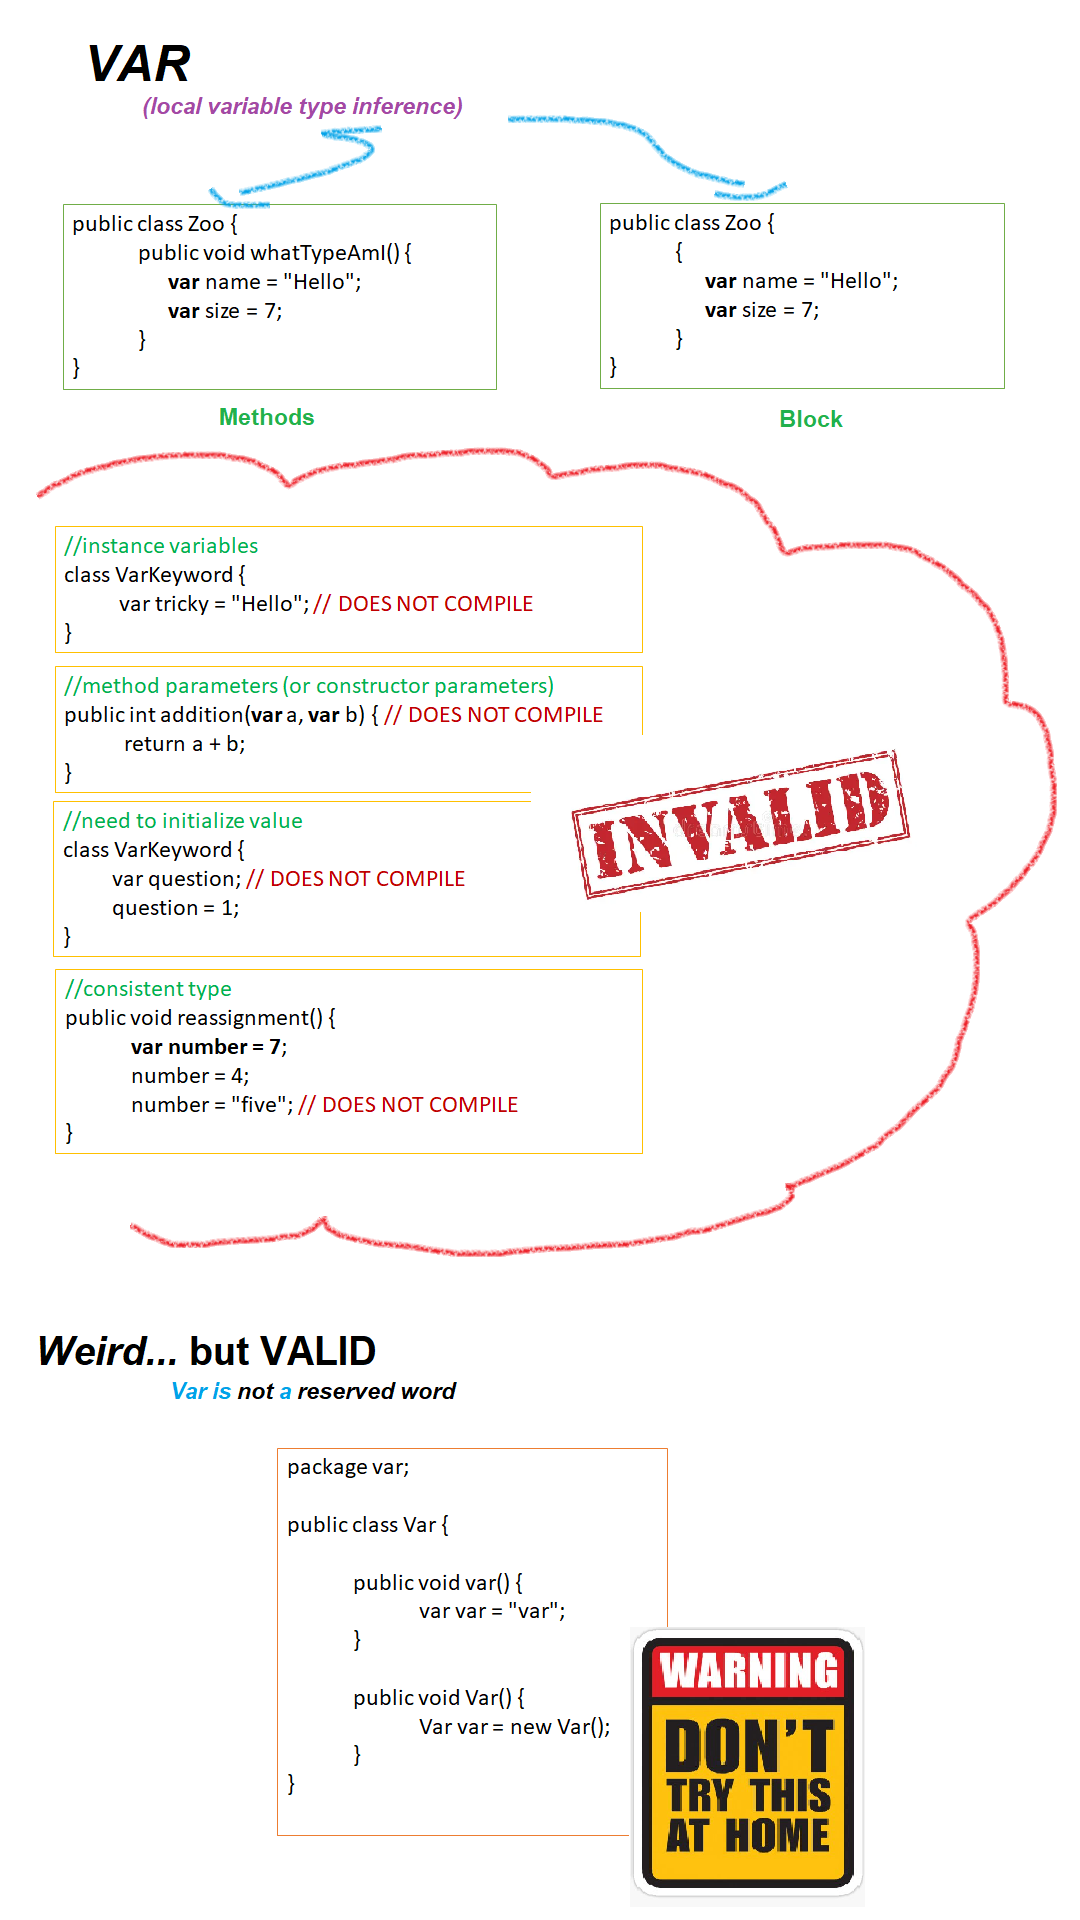 VAR
(local variable type inference)
public class Zoo {
public void whatTypeAmI() {
var name = "Hello";
var size = 7;
}
}
Methods
public class Zoo {
{
var name = "Hello";
var size = 7;
}
}
Block
//instance variables
class VarKeyword {
var tricky = "Hello"; // DOES NOT COMPILE
}
//method parameters (or constructor parameters)
public int addition(var a, var b) { // DOES NOT COMPILE
return a + b;
}
//need to initialize value
class VarKeyword {
var question; // DOES NOT COMPILE
question = 1;
}
//consistent type
public void reassignment() {
var number = 7;
number = 4;
number = "five"; // DOES NOT COMPILE
}
INVALID
Weird... but VALID
Var is not a reserved word
package var;
public class Var {
public void var() {
var var = "var";
}
public void Var() {
Var var = new Var();
}
}
WARNING
DON'T
TRY THIS
AT HOME